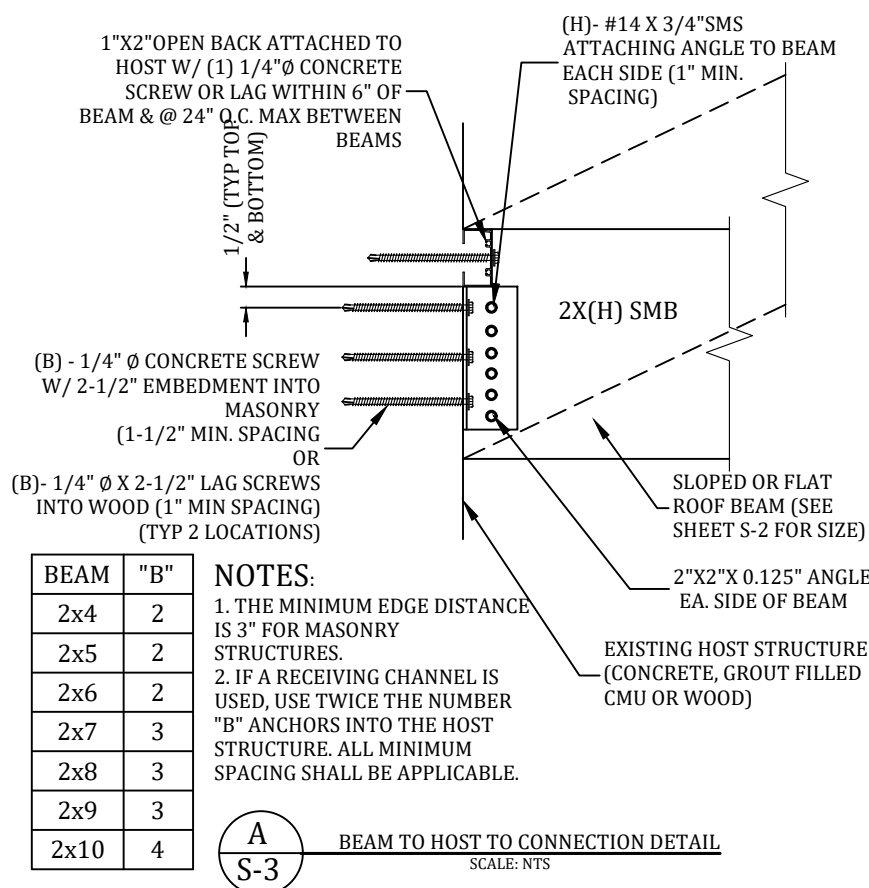 1"X2"OPEN BACK ATTACHED TO
HOST W/ (1) 1/4"Ø CONCRETE
SCREW OR LAG WITHIN 6" OF
BEAM & @ 24" O.C. MAX BETWEEN
BEAMS
(H)- #14 X 3/4"SMS
ATTACHING ANGLE TO BEAM
EACH SIDE (1" MIN.
SPACING)
1/2" (TYP TOP
& BOTTOM)
2X(H) SMB
(B) - 1/4" Ø CONCRETE SCREW
W/ 2-1/2" EMBEDMENT INTO
MASONRY
(1-1/2" MIN. SPACING
OR
(B)- 1/4" Ø X 2-1/2" LAG SCREWS
INTO WOOD (1" MIN SPACING)
(TYP 2 LOCATIONS)
SLOPED OR FLAT
ROOF BEAM (SEE
SHEET S-2 FOR SIZE)
2"X2"X 0.125" ANGLE
EA. SIDE OF BEAM
EXISTING HOST STRUCTURE
(CONCRETE, GROUT FILLED
CMU OR WOOD)
BEAM "B"
2x4 2
2x5 2
2x6 2
2x7 3
2x8 3
2x9 3
2x10 4
NOTES:
1. THE MINIMUM EDGE DISTANCE
IS 3" FOR MASONRY
STRUCTURES.
2. IF A RECEIVING CHANNEL IS
USED, USE TWICE THE NUMBER
"B" ANCHORS INTO THE HOST
STRUCTURE. ALL MINIMUM
SPACING SHALL BE APPLICABLE.
A
S-3
BEAM TO HOST TO CONNECTION DETAIL
SCALE: NTS